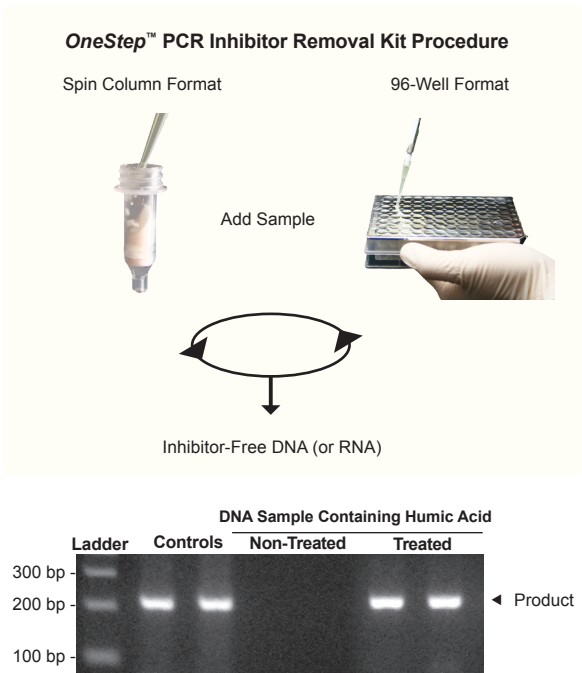 OneStep™ PCR Inhibitor Removal Kit Procedure
Spin Column Format
96-Well Format
Add Sample
Inhibitor-Free DNA (or RNA)
DNA Sample Containing Humic Acid
Ladder Controls Non-Treated Treated
300 bp -
200 bp -
◄ Product
100 bp -